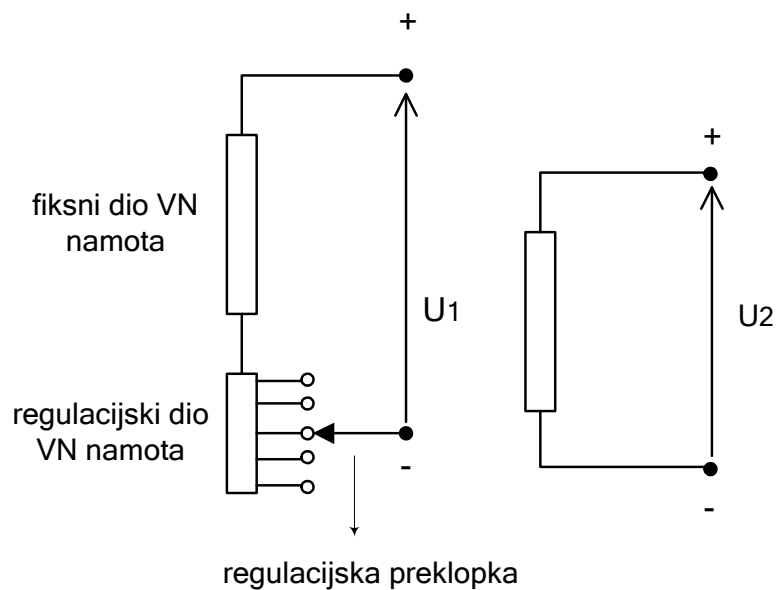 +
fiksni dio VN
namota
U1
regulacijski dio
VN namota
-
regulacijska preklopka
+
U2
-